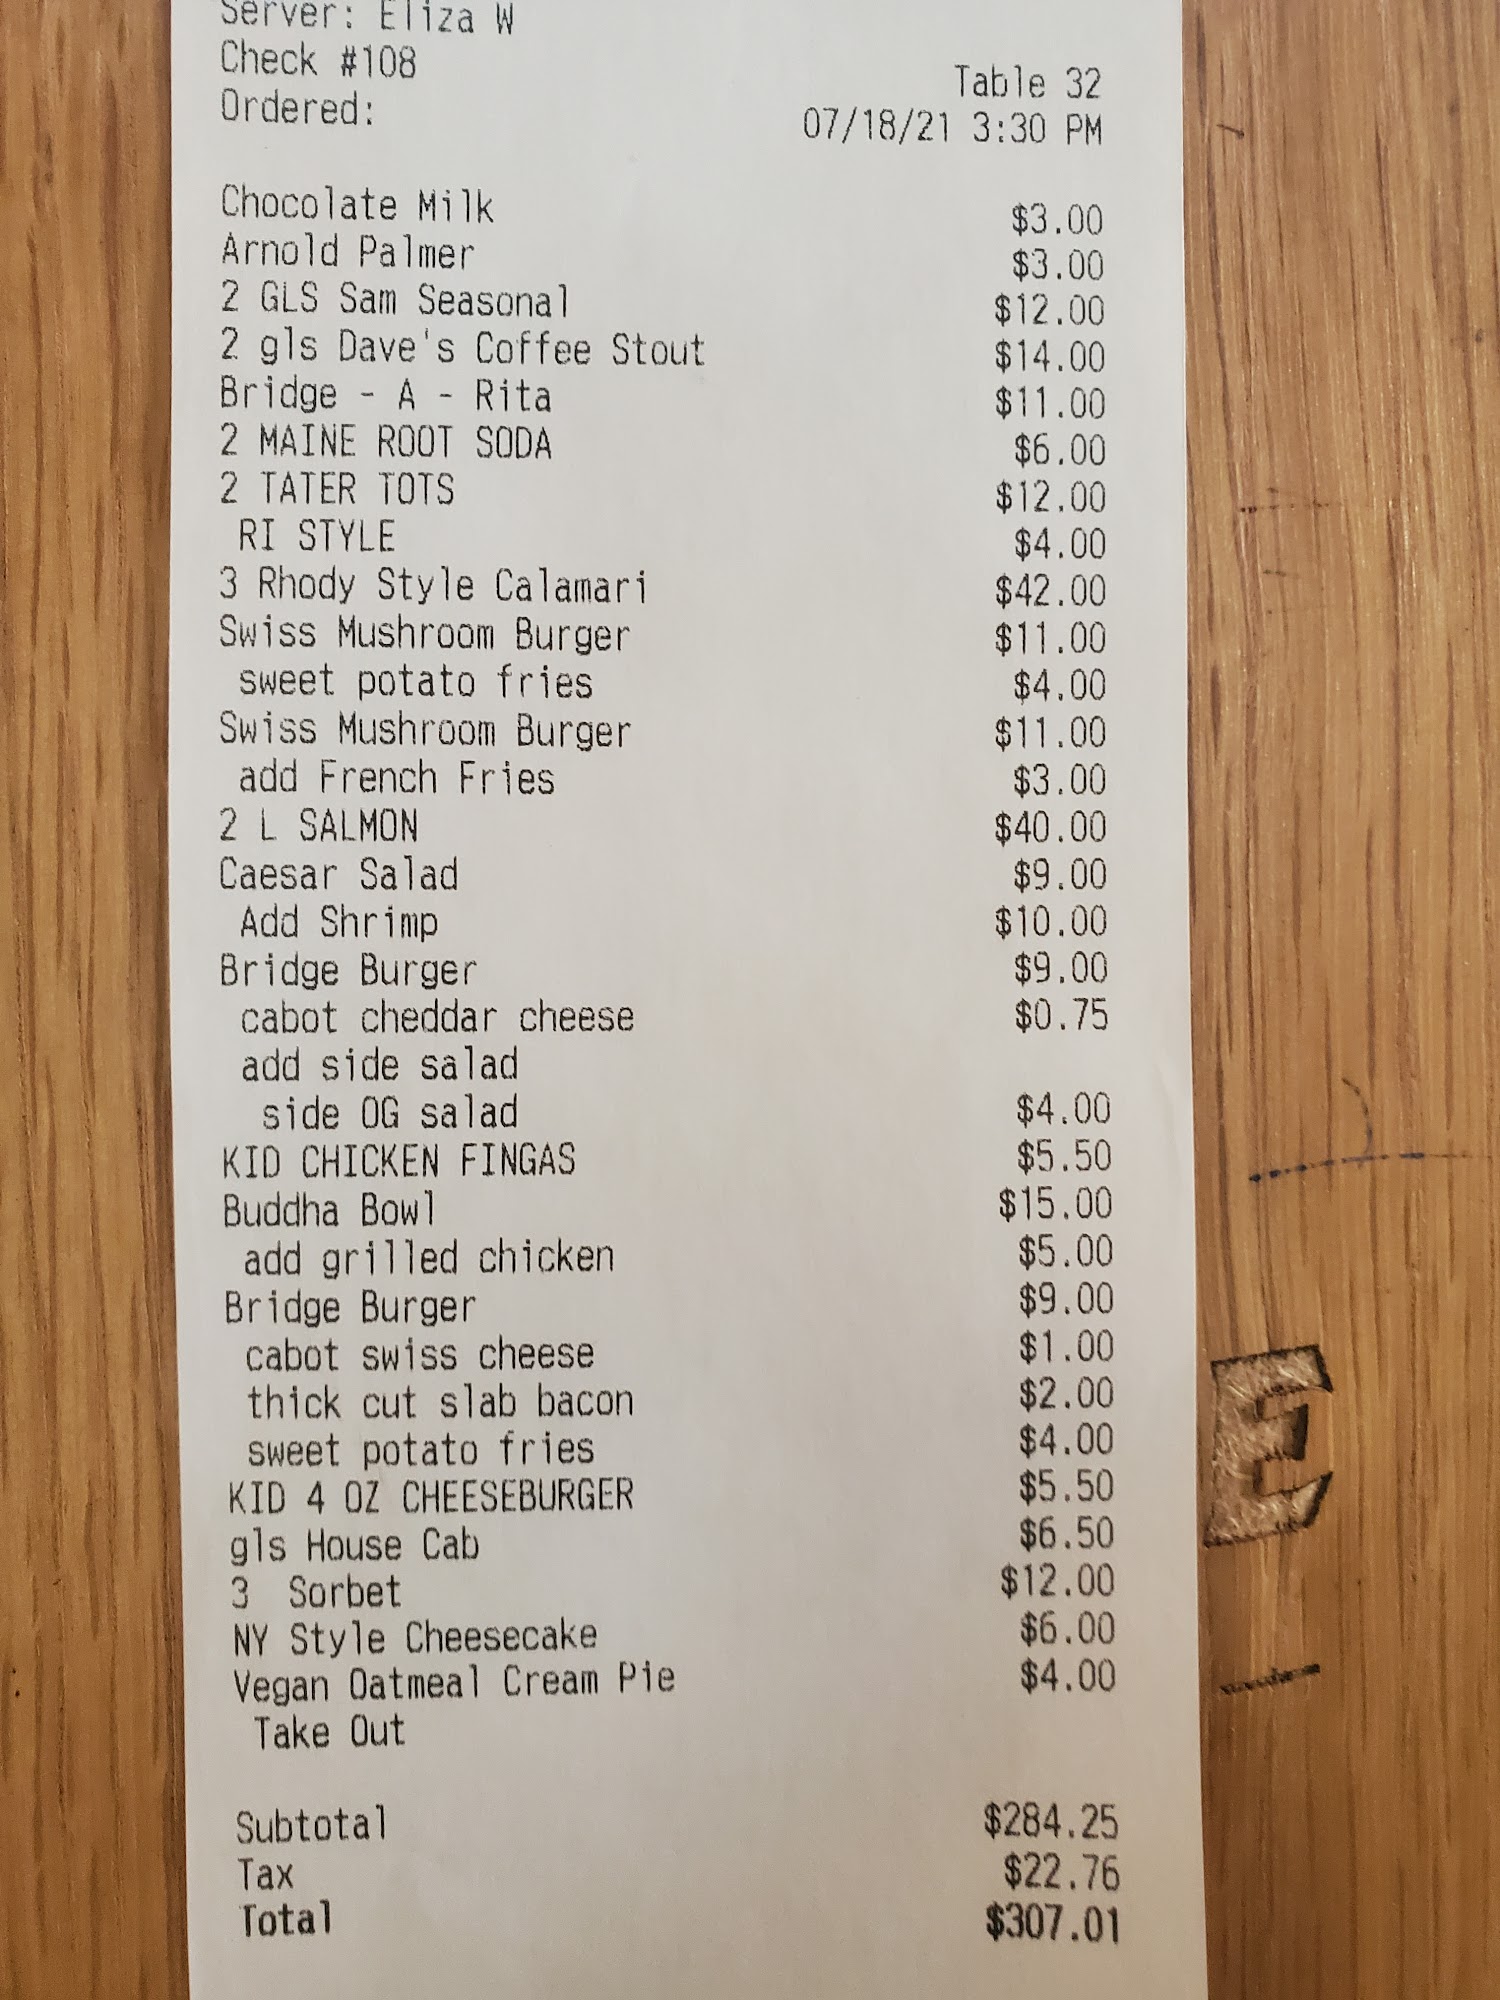 Server: Eliza W
Check #108
Table 32
Ordered: 07/18/21 3:30 PM
Chocolate Milk $3.00
Arnold Palmer $3.00
2 GLS Sam Seasonal $12.00
2 gls Dave's Coffee Stout $14.00
Bridge - A - Rita $11.00
2 MAINE ROOT SODA $6.00
2 TATER TOTS $12.00
RI STYLE $4.00
3 Rhody Style Calamari $42.00
Swiss Mushroom Burger $11.00
sweet potato fries $4.00
Swiss Mushroom Burger $11.00
add French Fries $3.00
2 L SALMON $40.00
Caesar Salad $9.00
Add Shrimp $10.00
Bridge Burger $9.00
cabot cheddar cheese $0.75
add side salad
side OG salad $4.00
KID CHICKEN FINGAS $5.50
Buddha Bowl $15.00
add grilled chicken $5.00
Bridge Burger $9.00
cabot swiss cheese $1.00
thick cut slab bacon $2.00
sweet potato fries $4.00
KID 4 OZ CHEESEBURGER $5.50
gls House Cab $6.50
3 Sorbet $12.00
NY Style Cheesecake $6.00
Vegan Oatmeal Cream Pie $4.00
Take Out
Subtotal $284.25
Tax $22.76
Total $307.01
E